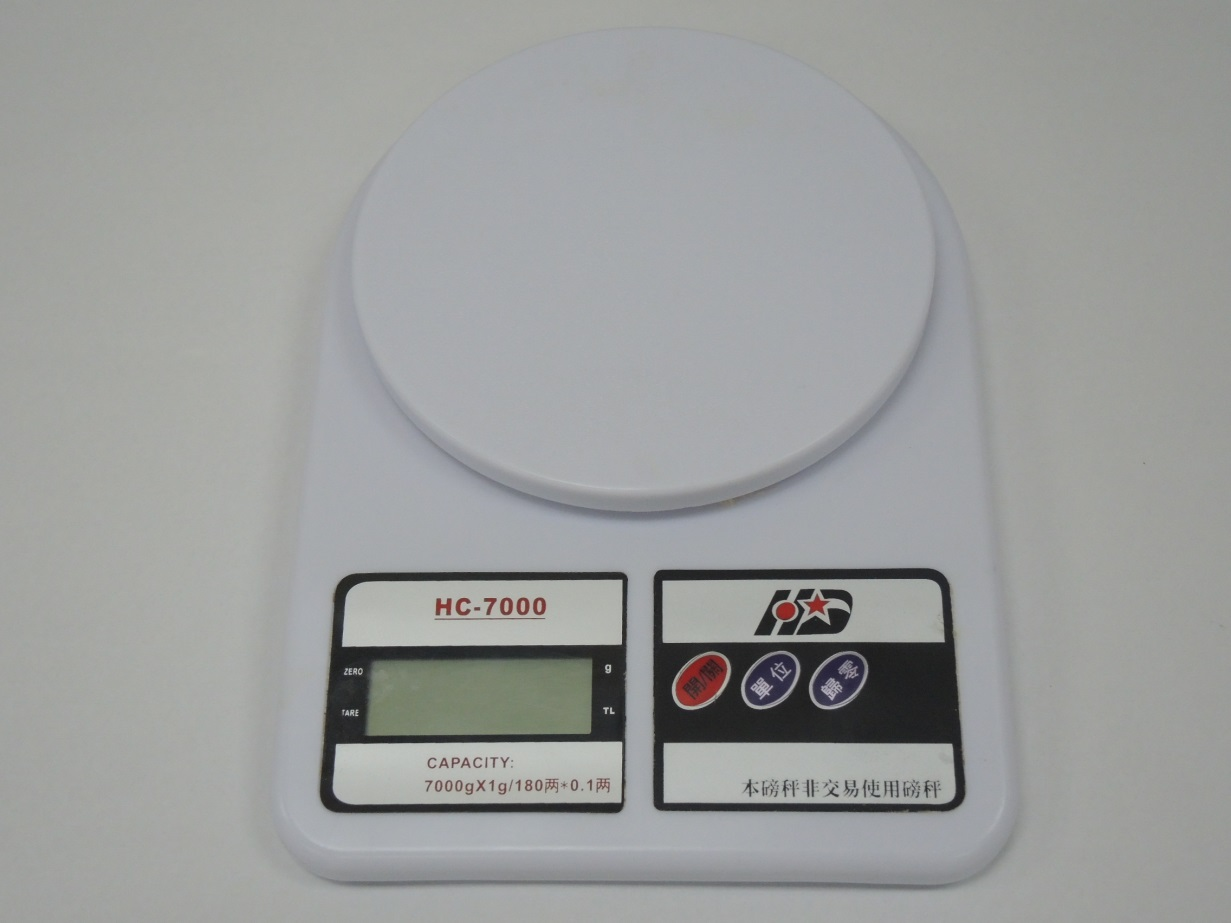 HC-7000
ZERO
g
TARE
TL
CAPACITY:
7000gX1g/180两*0.1两
HD
開/關
單位
歸零
本磅秤非交易使用磅秤